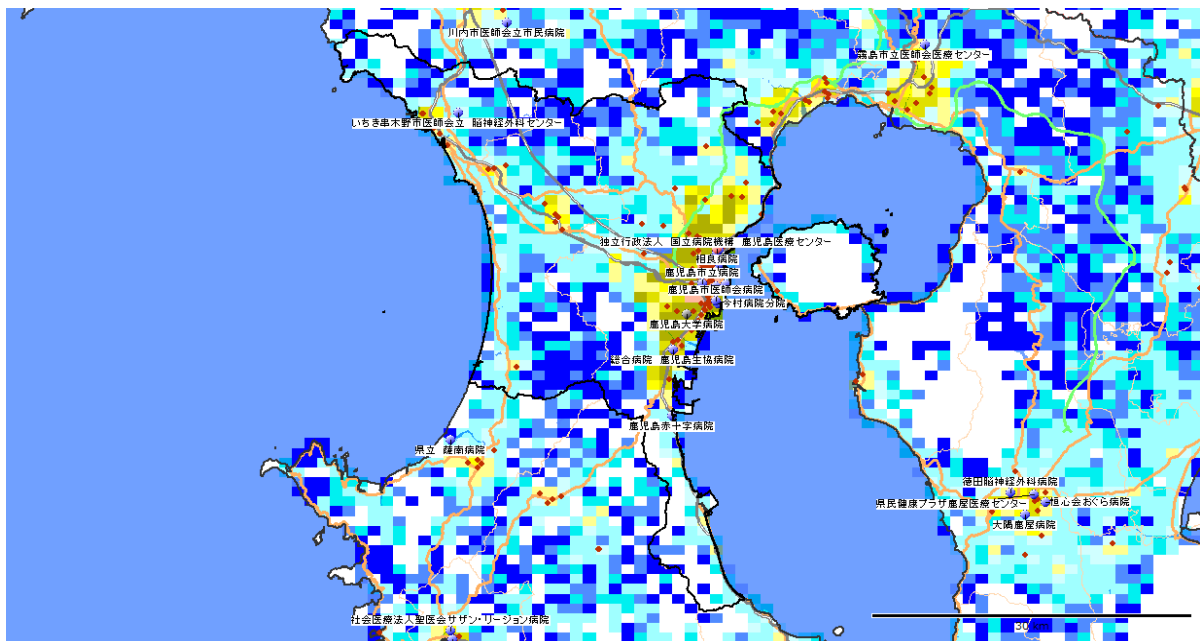 川内市医師会立市民病院
霧島市立医師会医療センター
いちき串木野市医師会立 脳神経外科センター
独立行政法人 国立病院機構 鹿児島医療センター
相良病院
鹿児島市立病院
鹿児島市医師会病院
今村病院分院
鹿児島大学病院
総合病院 鹿児島生協病院
鹿児島赤十字病院
県立 薩南病院
徳田脳神経外科病院
県民健康プラザ鹿屋医療センター
恒心会おぐら病院
大隅鹿屋病院
社会医療法人聖医会サザン・リージョン病院
30 km